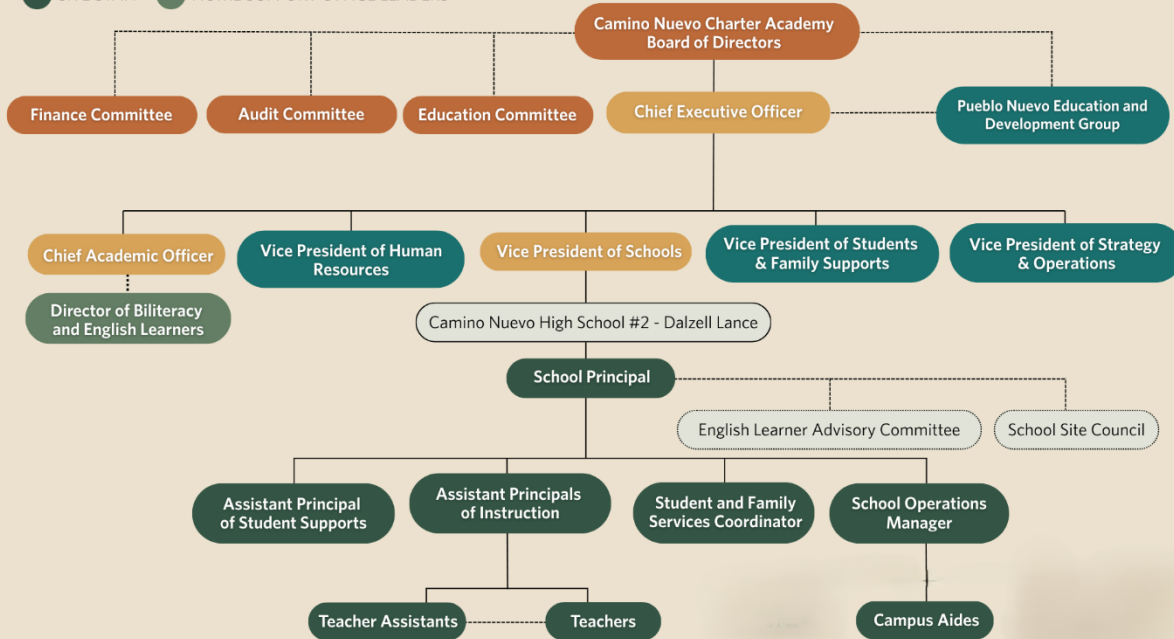 Camino Nuevo Charter Academy
Board of Directors
Finance Committee
Audit Committee
Education Committee
Chief Executive Officer
Pueblo Nuevo Education and
Development Group
Chief Academic Officer
Vice President of Human
Resources
Vice President of Schools
Vice President of Students
& Family Supports
Vice President of Strategy
& Operations
Director of Biliteracy
and English Learners
Camino Nuevo High School #2 - Dalzell Lance
School Principal
English Learner Advisory Committee
School Site Council
Assistant Principal
of Student Supports
Assistant Principals
of Instruction
Student and Family
Services Coordinator
School Operations
Manager
Teacher Assistants
Teachers
Campus Aides